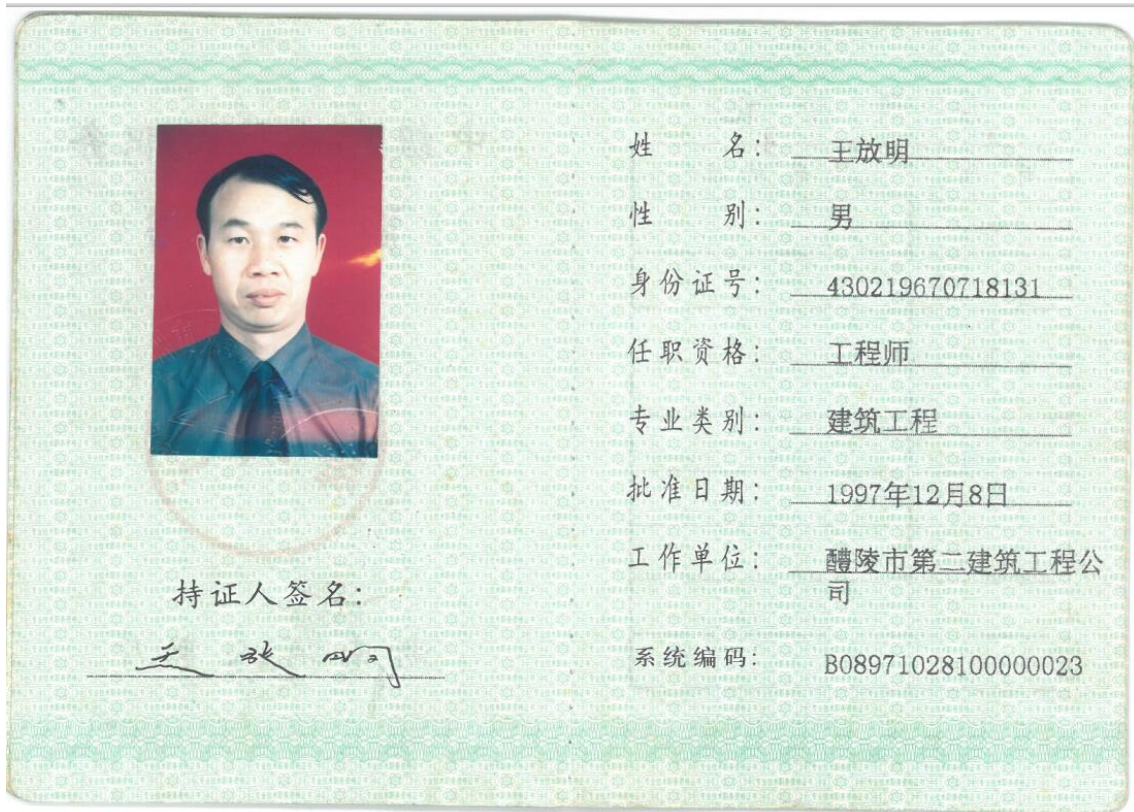 持证人签名：
王放明
姓 名： 王放明
性 别： 男
身份证号： 430219670718131
任职资格： 工程师
专业类别： 建筑工程
批准日期： 1997年12月8日
工作单位： 醴陵市第二建筑工程公
司
系统编码： B08971028100000023